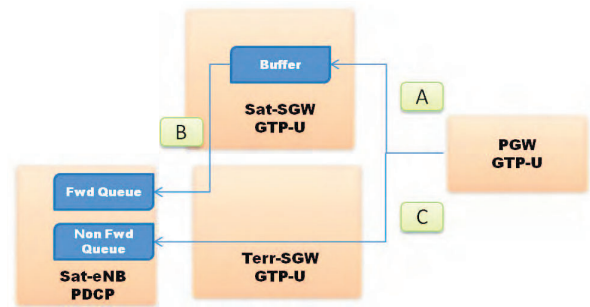 Buffer
Sat-SGW
GTP-U
A
B
PGW
GTP-U
Fwd Queue
Non Fwd
Queue
Sat-eNB
PDCP
C
Terr-SGW
GTP-U